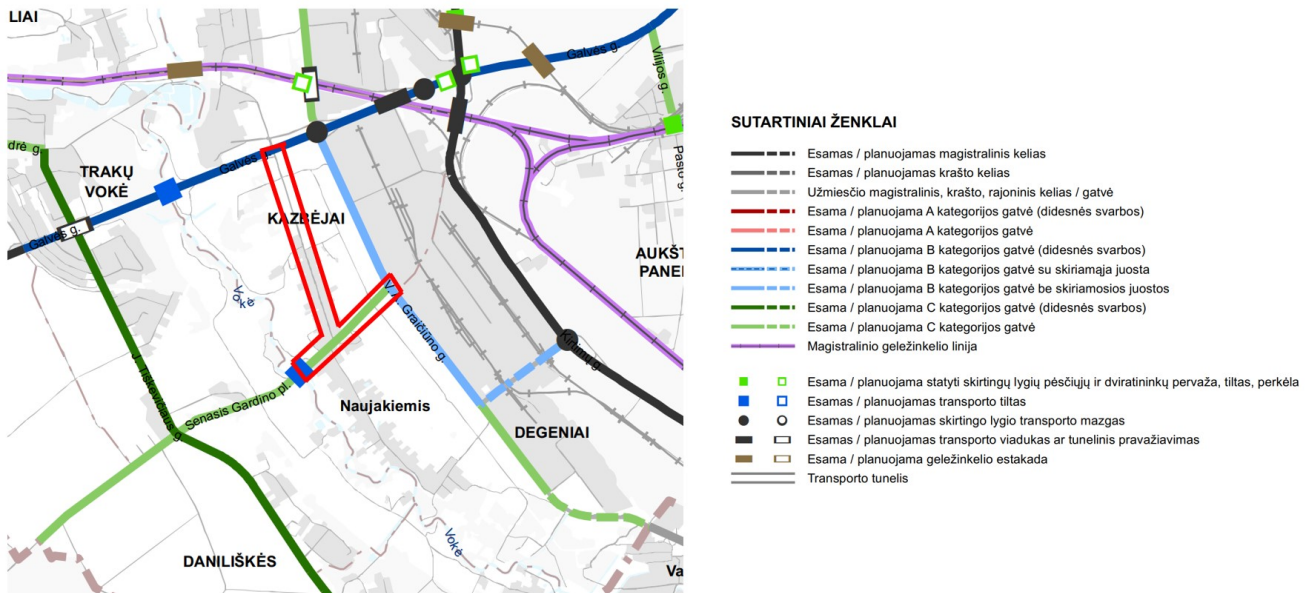 LIAI
Galvės g.
Vilijos g.
drė g.
TRAKŲ
VOKĖ
Galvės g.
Pašto g.
KAZBĖJAI
Galvės g.
AUKŠT
PANE
Vokė
V. A. Graičiūno g.
Kirtimų g.
J. Tiškevičiaus g.
Senasis Gardino pl.
Naujakiemis
DEGENIAI
Vokė
DANILIŠKĖS
Va
SUTARTINIAI ŽENKLAI
Esamas / planuojamas magistralinis kelias
Esamas / planuojamas krašto kelias
Užmiesčio magistralinis, krašto, rajoninis kelias / gatvė
Esama / planuojama A kategorijos gatvė (didesnės svarbos)
Esama / planuojama A kategorijos gatvė
Esama / planuojama B kategorijos gatvė (didesnės svarbos)
Esama / planuojama B kategorijos gatvė su skiriamąja juosta
Esama / planuojama B kategorijos gatvė be skiriamosios juostos
Esama / planuojama C kategorijos gatvė (didesnės svarbos)
Esama / planuojama C kategorijos gatvė
Magistralinio geležinkelio linija
Esama / planuojama statyti skirtingų lygių pėsčiųjų ir dviratininkų pervaža, tiltas, perkėla
Esamas / planuojamas transporto tiltas
Esamas / planuojamas skirtingo lygio transporto mazgas
Esamas / planuojamas transporto viadukas ar tunelinis pravažiavimas
Esama / planuojama geležinkelio estakada
Transporto tunelis